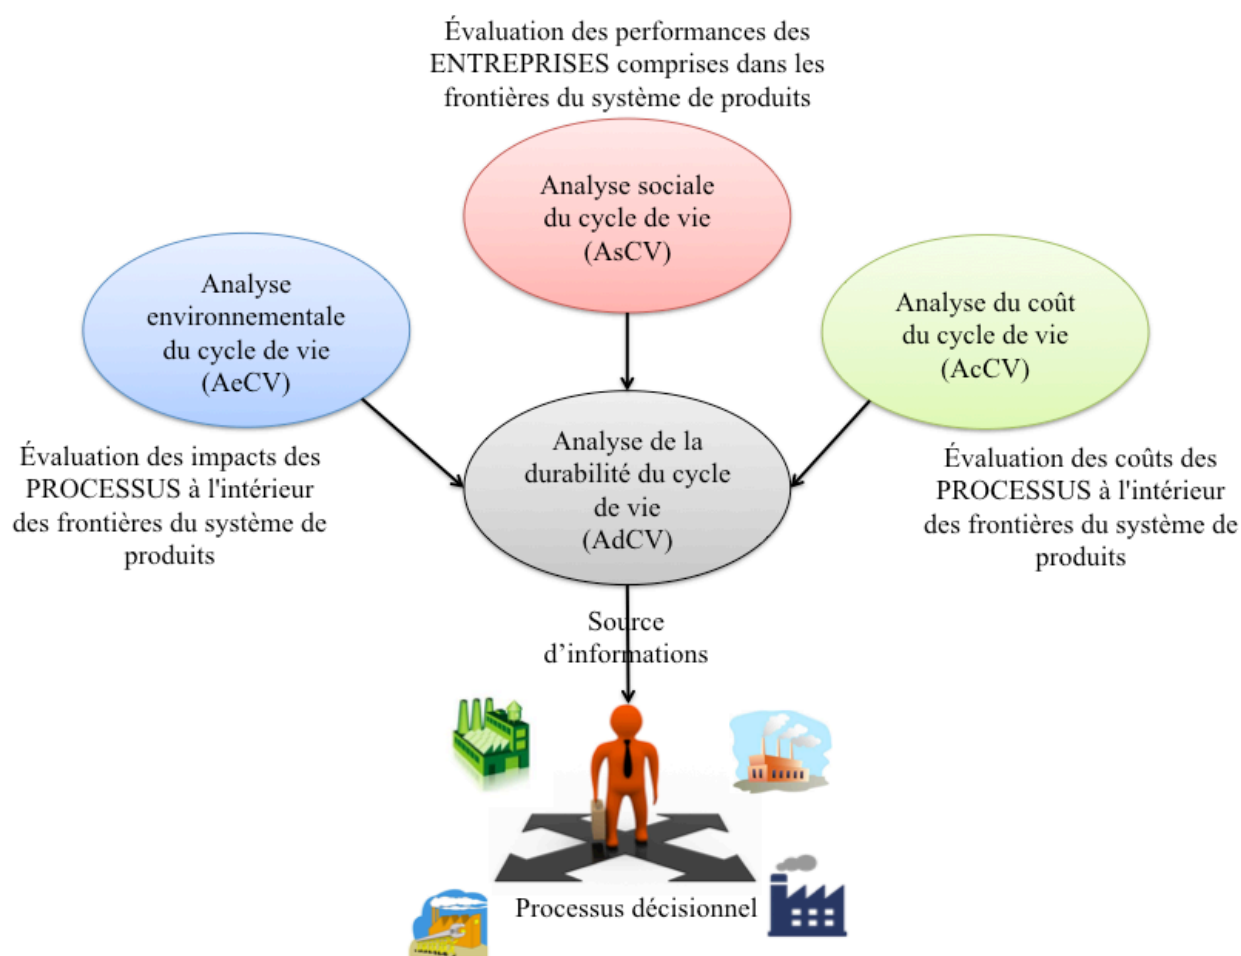 Évaluation des performances des
ENTREPRISES comprises dans les
frontières du système de produits
Analyse sociale
du cycle de vie
(AsCV)
Analyse
environnementale
du cycle de vie
(AeCV)
Analyse du coût
du cycle de vie
(AcCV)
Évaluation des impacts des
PROCESSUS à l'intérieur
des frontières du système de
produits
Analyse de la
durabilité du cycle
de vie
(AdCV)
Évaluation des coûts des
PROCESSUS à l'intérieur
des frontières du système de
produits
Source
d’informations
Processus décisionnel